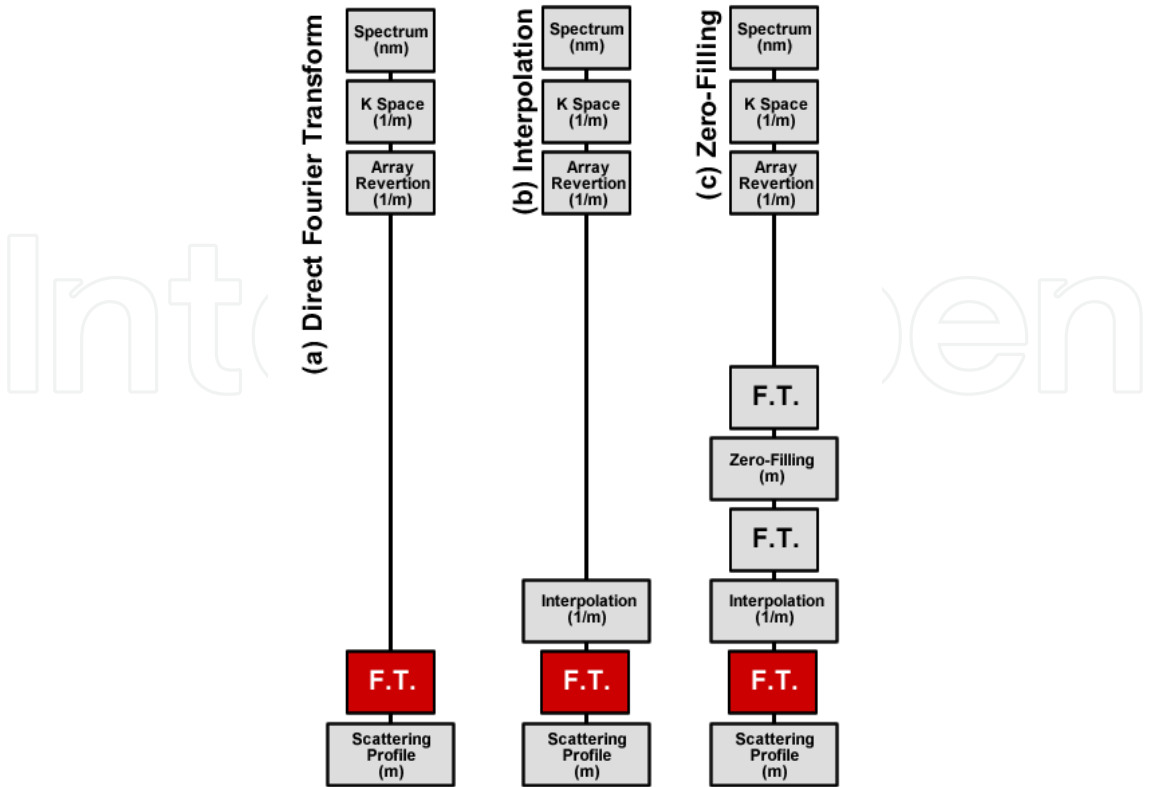 (a) Direct Fourier Transform
Spectrum
(nm)
K Space
(1/m)
Array
Revertion
(1/m)
F.T.
Scattering
Profile
(m)
(b) Interpolation
Spectrum
(nm)
K Space
(1/m)
Array
Revertion
(1/m)
Interpolation
(1/m)
F.T.
Scattering
Profile
(m)
(c) Zero-Filling
Spectrum
(nm)
K Space
(1/m)
Array
Revertion
(1/m)
F.T.
Zero-Filling
(m)
F.T.
Interpolation
(1/m)
F.T.
Scattering
Profile
(m)